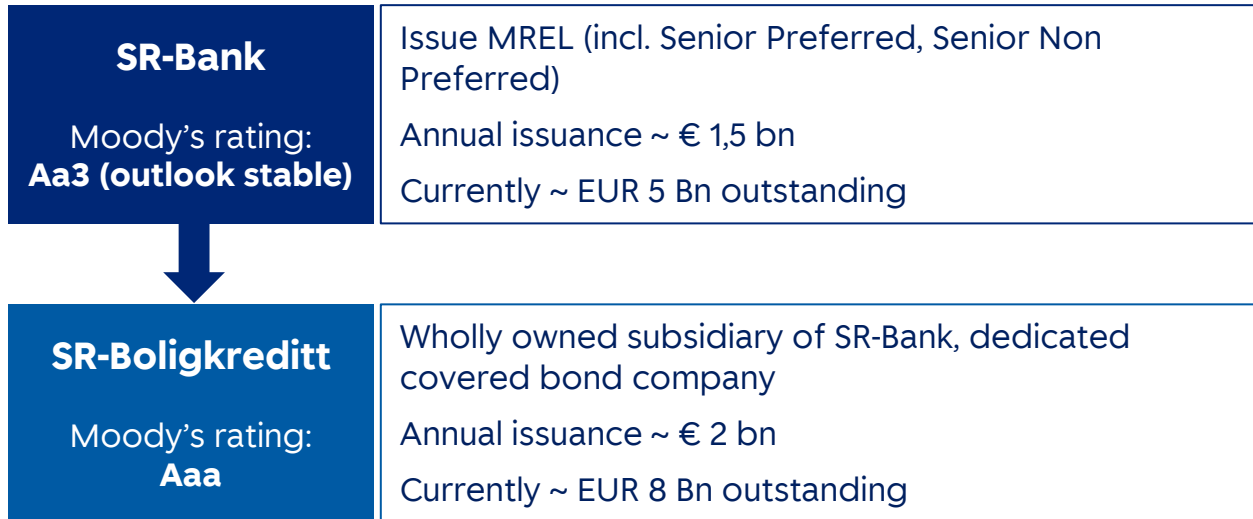 SR-Bank
Moody's rating:
Aa3 (outlook stable)
Issue MREL (incl. Senior Preferred, Senior Non
Preferred)
Annual issuance ~ € 1,5 bn
Currently ~ EUR 5 Bn outstanding
SR-Boligkreditt
Moody's rating:
Aaa
Wholly owned subsidiary of SR-Bank, dedicated
covered bond company
Annual issuance ~ € 2 bn
Currently ~ EUR 8 Bn outstanding